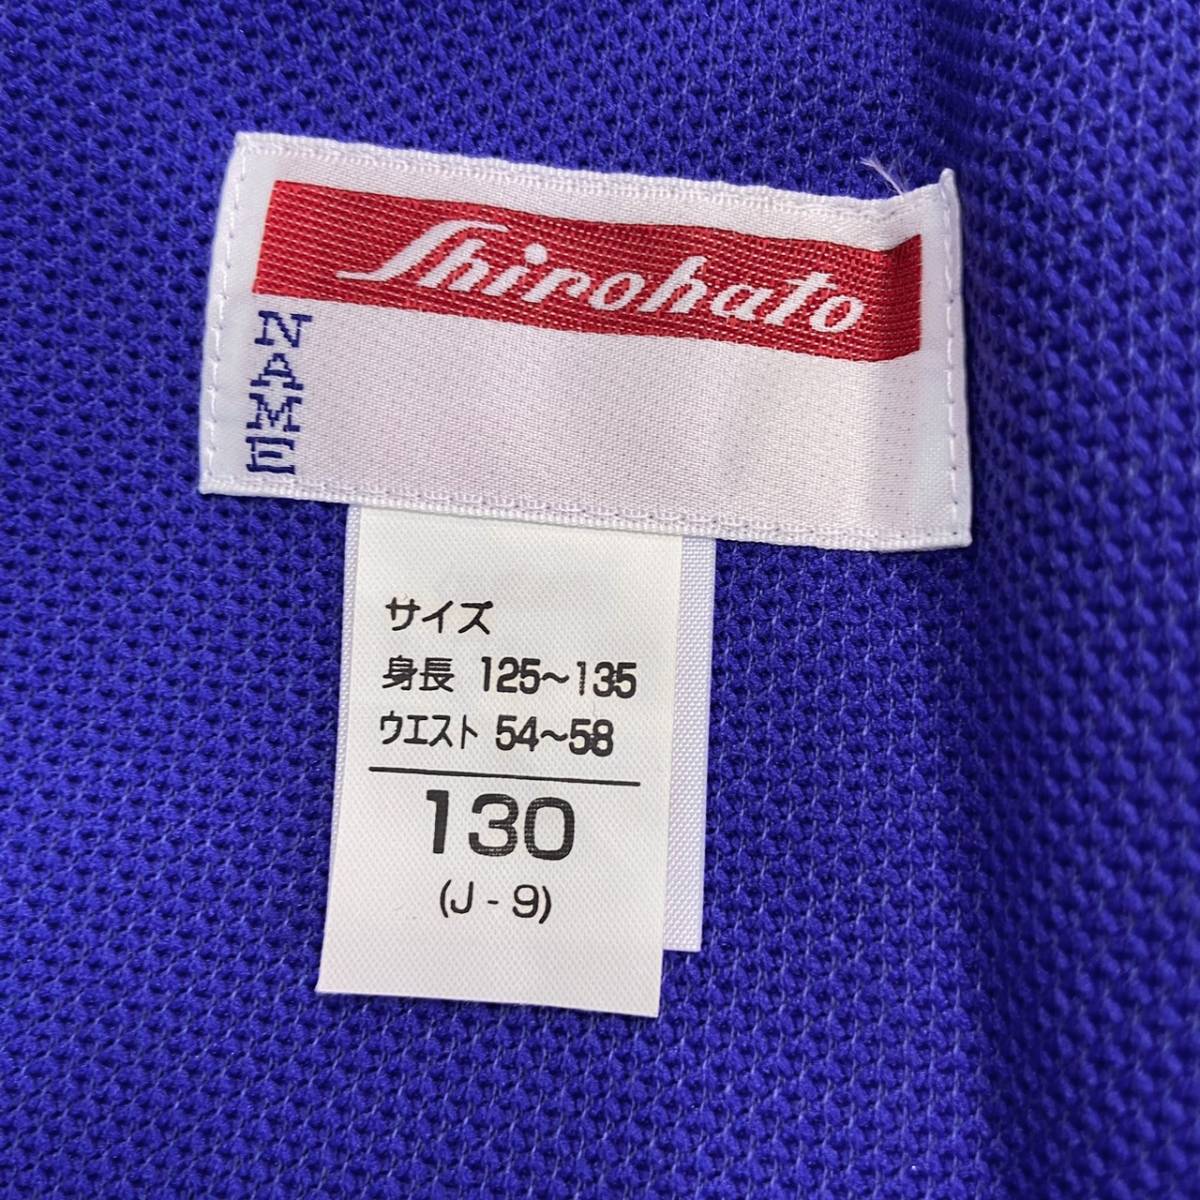 Shirohato
NAME
サイズ
身長 125～135
ウエスト 54～58
130
(J - 9)